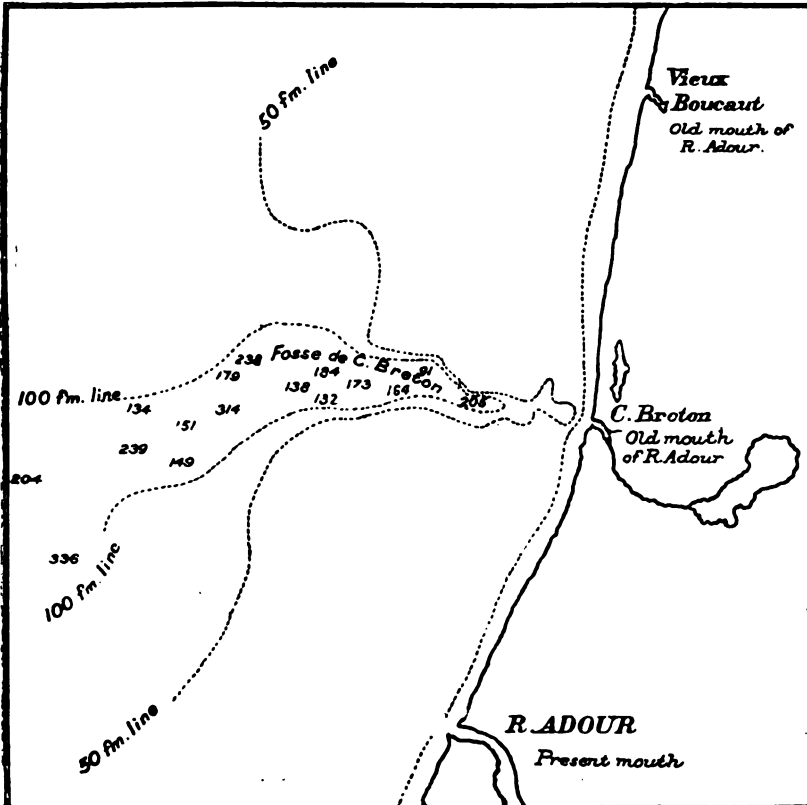 50 fm. line
Vieux
Boucaut
Old mouth of
R. Adour.
238 Fosse de C. Breton
91
184
179
138
173
164
206
100 fm. line
134
314
132
151
C. Broton
Old mouth
of R Adour
239
149
204
336
100 fm. line
50 fm. line
R. ADOUR
Present mouth